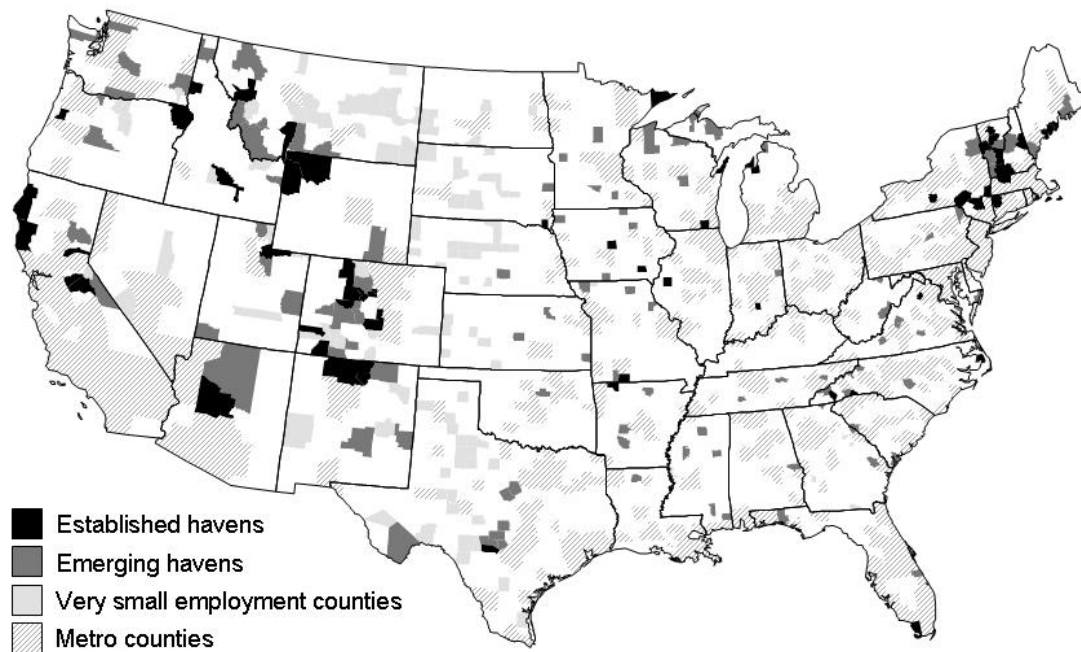 Established havens
Emerging havens
Very small employment counties
Metro counties